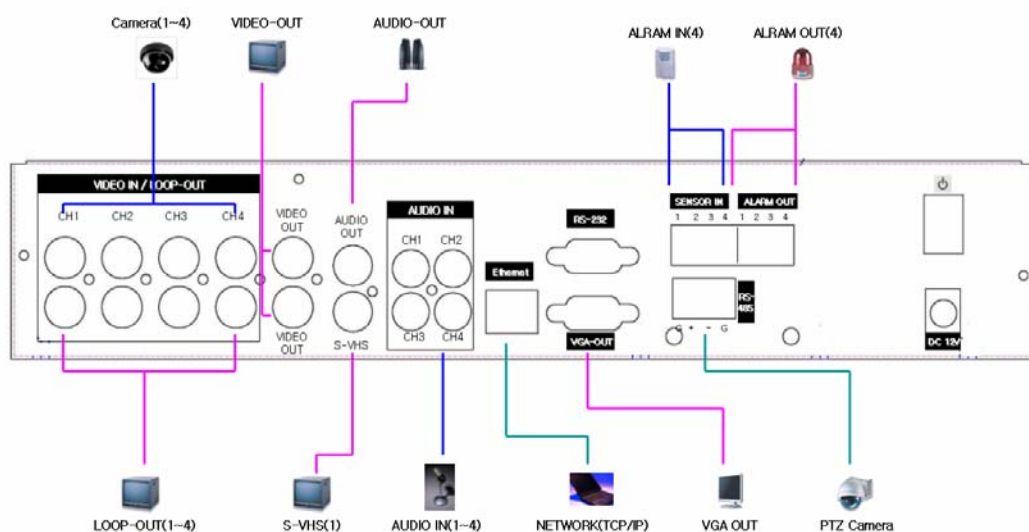 Camera(1~4) VIDEO-OUT AUDIO-OUT ALRAM IN(4) ALRAM OUT(4)
VIDEO IN / LOOP-OUT
CH1 CH2 CH3 CH4
VIDEO OUT
AUDIO OUT
AUDIO IN
CH1 CH2
CH3 CH4
VIDEO OUT
S-VHS
Ethernet
RS-232
VGA-OUT
SENSOR IN ALARM OUT
1 2 3 4 1 2 3 4
RS-485
G + - G
DC 12V
LOOP-OUT(1~4) S-VHS(1) AUDIO IN(1~4) NETWORK(TCP/IP) VGA OUT PTZ Camera